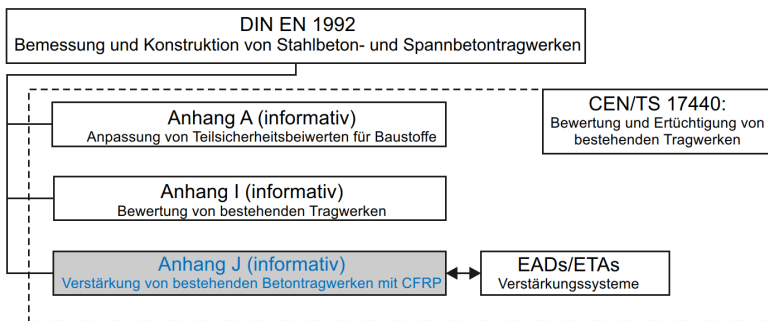 DIN EN 1992
Bemessung und Konstruktion von Stahlbeton- und Spannbetontragwerken
CEN/TS 17440:
Bewertung und Ertüchtigung von
bestehenden Tragwerken
Anhang A (informativ)
Anpassung von Teilsicherheitsbeiwerten für Baustoffe
Anhang I (informativ)
Bewertung von bestehenden Tragwerken
Anhang J (informativ)
Verstärkung von bestehenden Betontragwerken mit CFRP
EADs/ETAs
Verstärkungssysteme